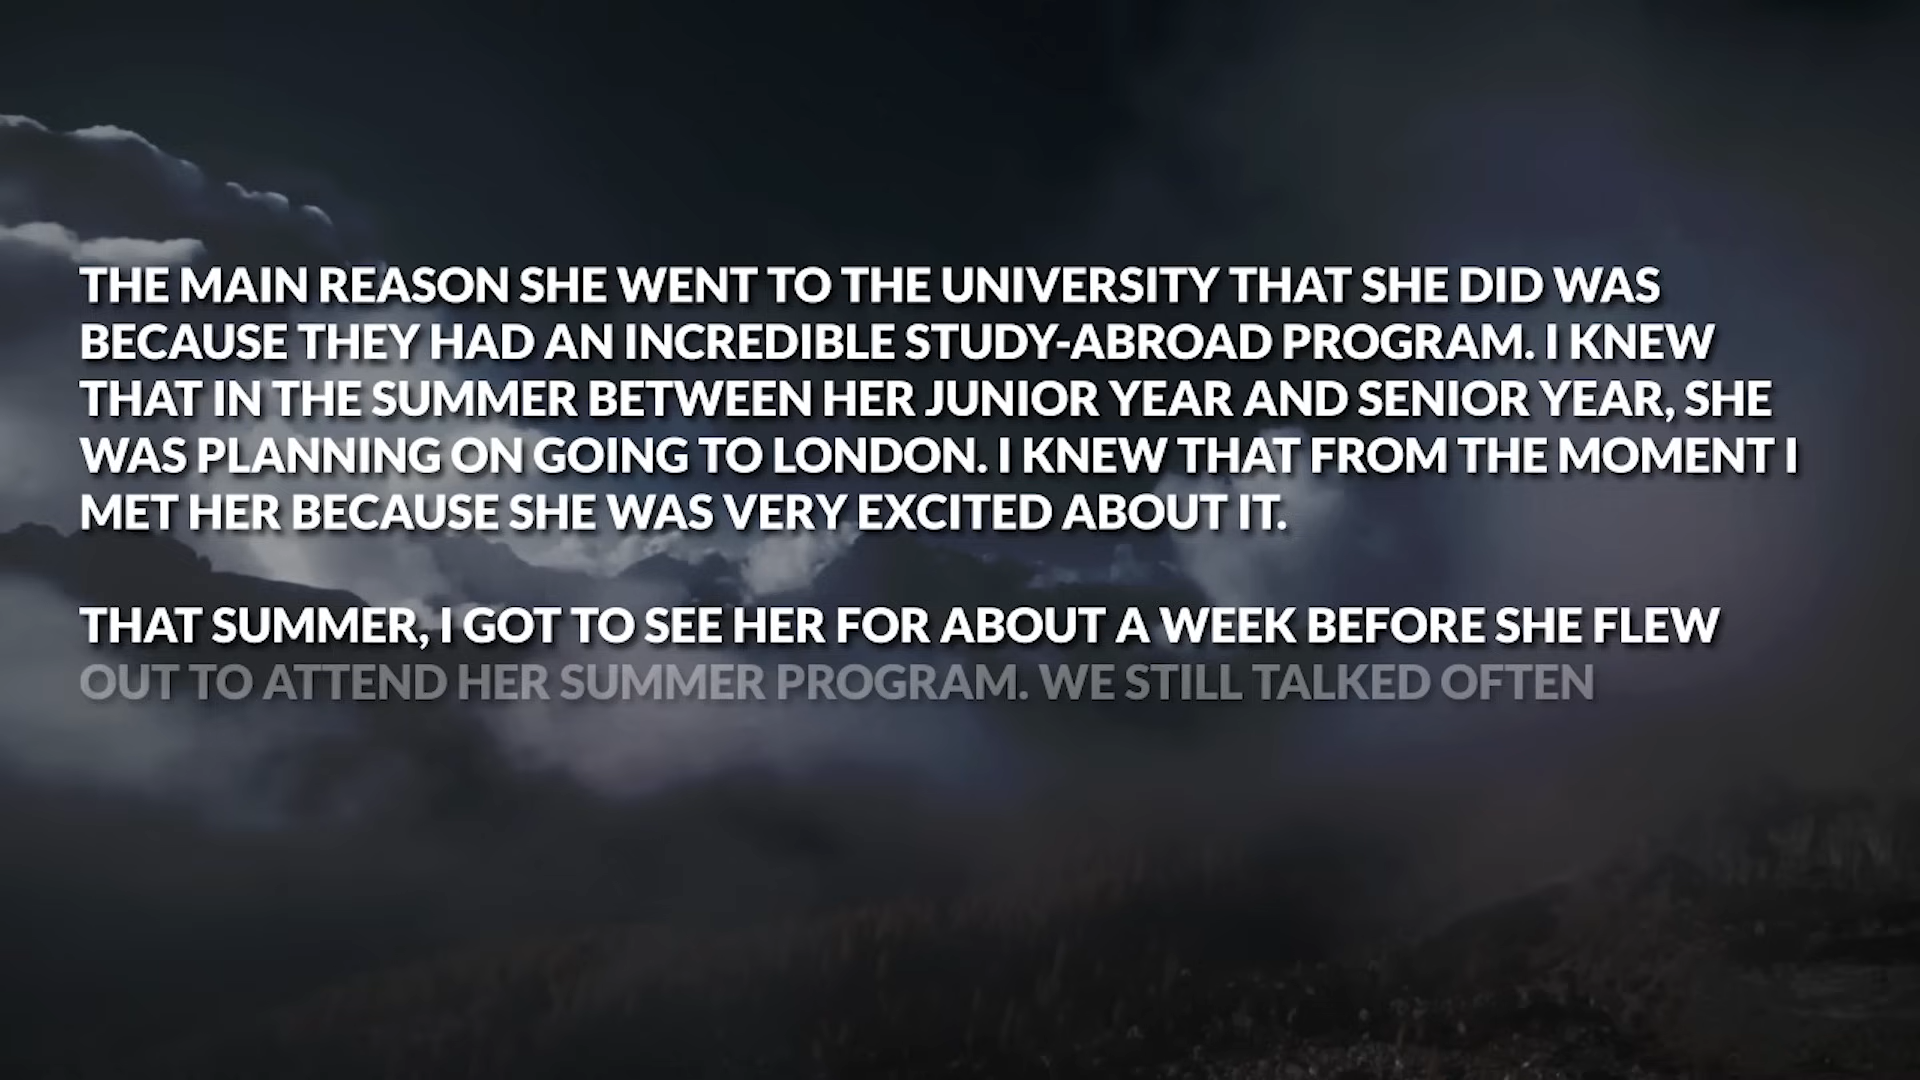 THE MAIN REASON SHE WENT TO THE UNIVERSITY THAT SHE DID WAS
BECAUSE THEY HAD AN INCREDIBLE STUDY-ABROAD PROGRAM. I KNEW
THAT IN THE SUMMER BETWEEN HER JUNIOR YEAR AND SENIOR YEAR, SHE
WAS PLANNING ON GOING TO LONDON. I KNEW THAT FROM THE MOMENT I
MET HER BECAUSE SHE WAS VERY EXCITED ABOUT IT.
THAT SUMMER, I GOT TO SEE HER FOR ABOUT A WEEK BEFORE SHE FLEW
OUT TO ATTEND HER SUMMER PROGRAM. WE STILL TALKED OFTEN